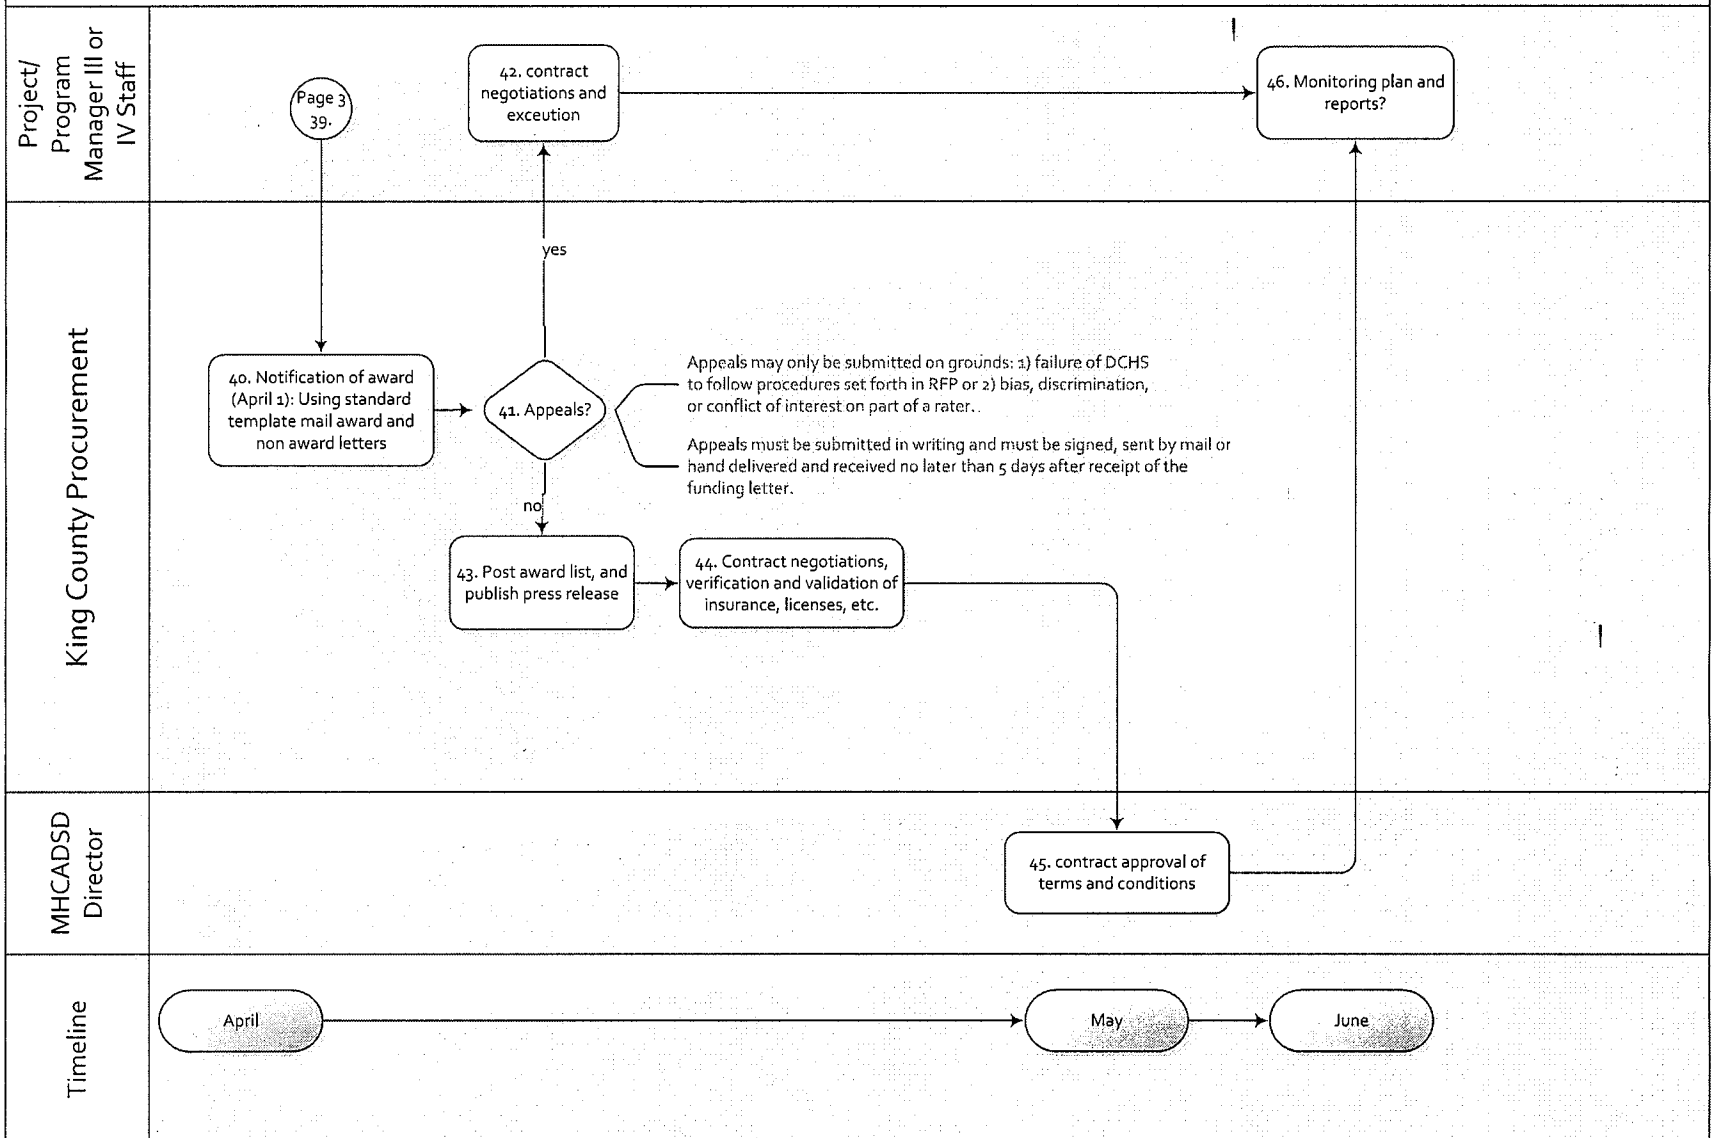 Project/
Program
Manager III or
IV Staff
Page 3
39.
42. contract
negotiations and
exceution
46. Monitoring plan and
reports?
King County Procurement
yes
40. Notification of award
(April 1): Using standard
template mail award and
non award letters
41. Appeals?
Appeals may only be submitted on grounds: 1) failure of DCHS
to follow procedures set forth in RFP or 2) bias, discrimination,
or conflict of interest on part of a rater..
Appeals must be submitted in writing and must be signed, sent by mail or
hand delivered and received no later than 5 days after receipt of the
funding letter.
no
43. Post award list, and
publish press release
44. Contract negotiations,
verification and validation of
insurance, licenses, etc.
MHCADSD
Director
45. contract approval of
terms and conditions
Timeline
April
May
June